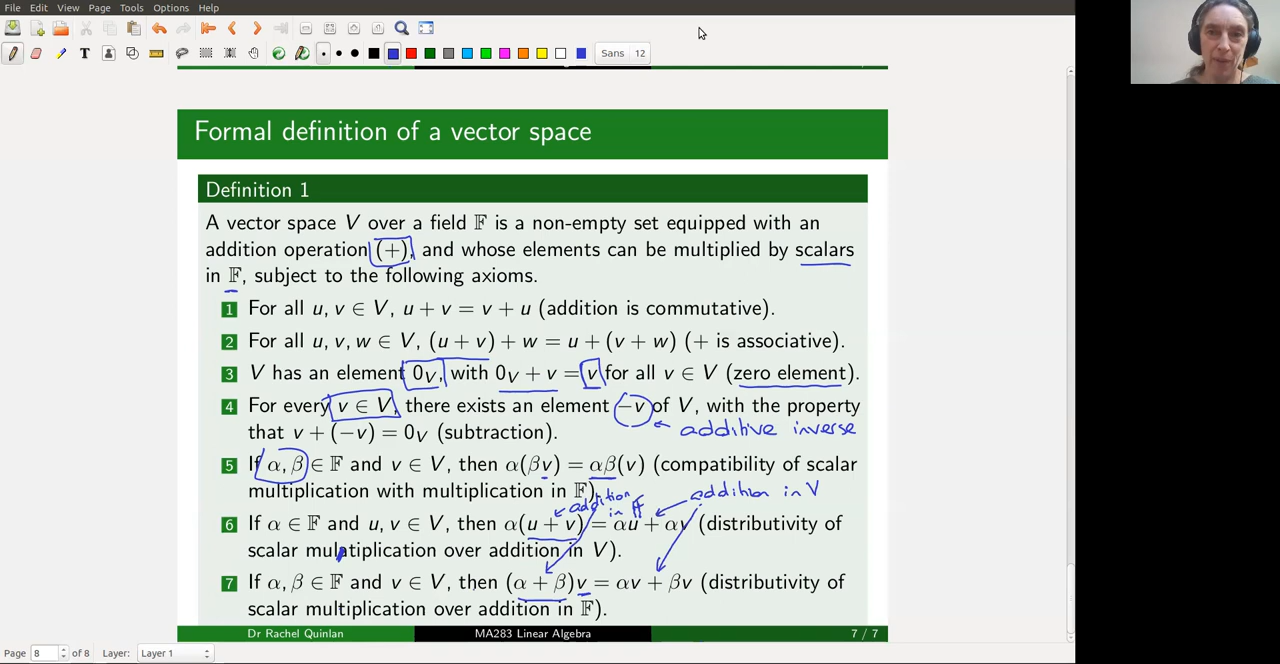 File Edit View Page Tools Options Help
Sans 12
Formal definition of a vector space
Definition 1
A vector space V over a field 𝔽 is a non-empty set equipped with an
addition operation (+), and whose elements can be multiplied by scalars
in 𝔽, subject to the following axioms.
1 For all u, v ∈ V, u + v = v + u (addition is commutative).
2 For all u, v, w ∈ V, (u + v) + w = u + (v + w) (+ is associative).
3 V has an element 0V, with 0V + v = v for all v ∈ V (zero element).
4 For every v ∈ V, there exists an element −v of V, with the property
that v + (−v) = 0V (subtraction).
additive inverse
5 If α, β ∈ 𝔽 and v ∈ V, then α(βv) = αβ(v) (compatibility of scalar
multiplication with multiplication in 𝔽).
addition
in 𝔽
addition in V
6 If α ∈ 𝔽 and u, v ∈ V, then α(u + v) = αu + αv (distributivity of
scalar multiplication over addition in V).
7 If α, β ∈ 𝔽 and v ∈ V, then (α + β)v = αv + βv (distributivity of
scalar multiplication over addition in 𝔽).
Dr Rachel Quinlan MA283 Linear Algebra 7 / 7
Page 8 of 8 Layer: Layer 1